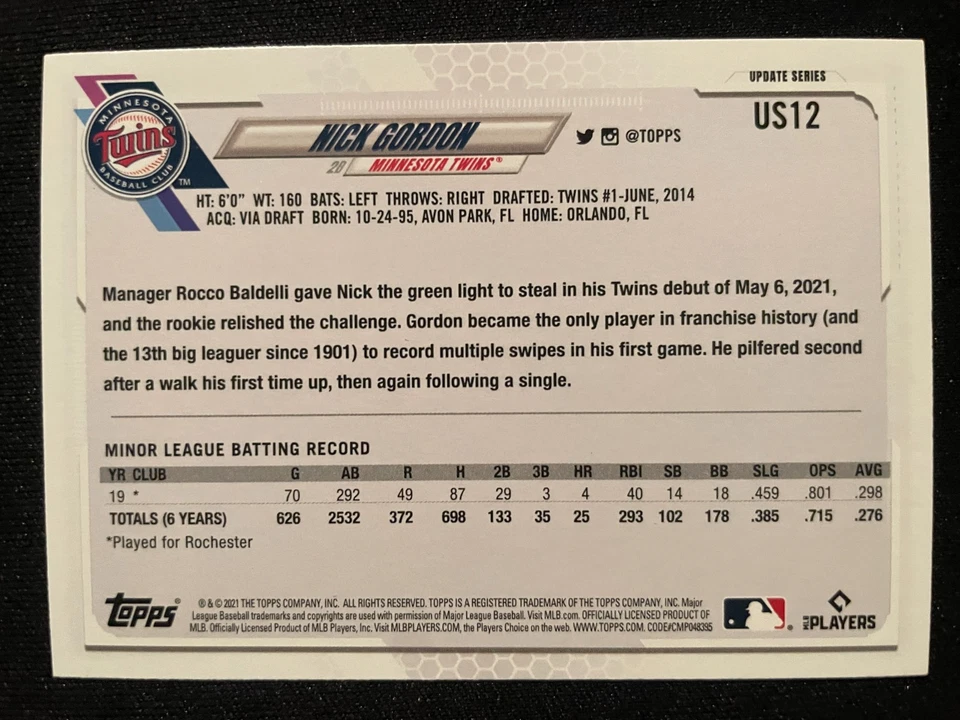 UPDATE SERIES
US12
MINNESOTA
Twins
BASEBALL CLUB
TM
NICK GORDON
@TOPPS
20 MINNESOTA TWINS®
HT: 6'0" WT: 160 BATS: LEFT THROWS: RIGHT DRAFTED: TWINS #1-JUNE, 2014
ACQ: VIA DRAFT BORN: 10-24-95, AVON PARK, FL HOME: ORLANDO, FL
Manager Rocco Baldelli gave Nick the green light to steal in his Twins debut of May 6, 2021,
and the rookie relished the challenge. Gordon became the only player in franchise history (and
the 13th big leaguer since 1901) to record multiple swipes in his first game. He pilfered second
after a walk his first time up, then again following a single.
MINOR LEAGUE BATTING RECORD
YR CLUB G AB R H 2B 3B HR RBI SB BB SLG OPS AVG
19 * 70 292 49 87 29 3 4 40 14 18 .459 .801 .298
TOTALS (6 YEARS) 626 2532 372 698 133 35 25 293 102 178 .385 .715 .276
*Played for Rochester
Topps®
® & © 2021 THE TOPPS COMPANY, INC. ALL RIGHTS RESERVED. TOPPS IS A REGISTERED TRADEMARK OF THE TOPPS COMPANY, INC. Major
League Baseball trademarks and copyrights are used with permission of Major League Baseball. Visit MLB.com. OFFICIALLY LICENSED PRODUCT OF
MLB. Officially Licensed Product of MLB Players, Inc. Visit MLBPLAYERS.COM, the Players Choice on the web. WWW.TOPPS.COM. CODE#CMP048395
®
MLB PLAYERS